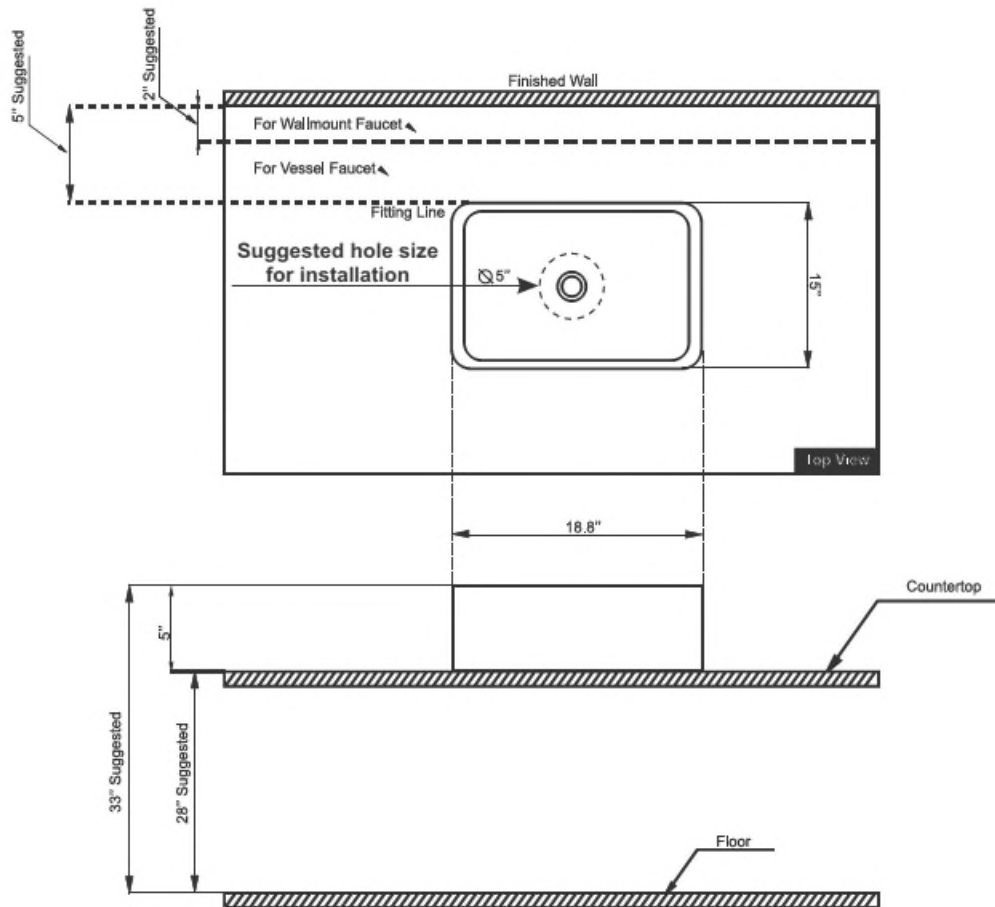 5" Suggested
2" Suggested
Finished Wall
For Wallmount Faucet
For Vessel Faucet
Fitting Line
Suggested hole size
for installation
Ø 5"
15"
Top View
18.8"
Countertop
5"
33" Suggested
28" Suggested
Floor